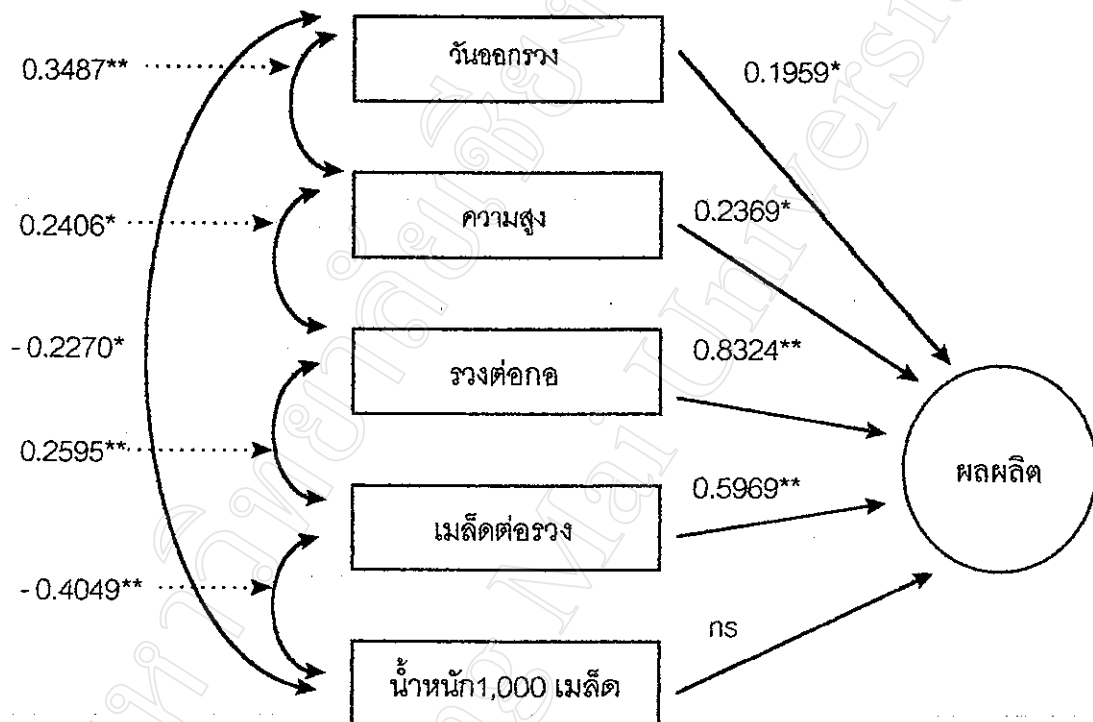 วันออกรวง
0.3487**
0.1959*
ความสูง
0.2406*
0.2369*
รวงต่อกอ
- 0.2270*
0.8324**
ผลผลิต
0.2595**
0.5969**
เมล็ดต่อรวง
- 0.4049**
ns
น้ำหนัก1,000 เมล็ด